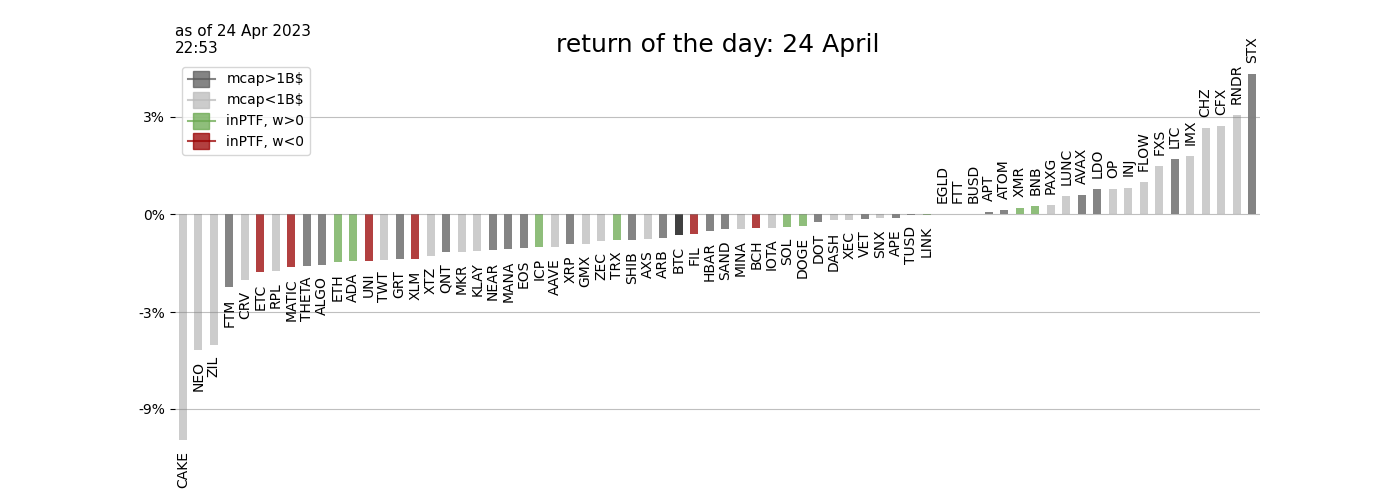 as of 24 Apr 2023
22:53
return of the day: 24 April
mcap>1B$
mcap<1B$
inPTF, w>0
inPTF, w<0
3%
0%
-3%
-9%
CAKE
NEO
ZIL
FTM
CRV
ETC
RPL
MATIC
THETA
ALGO
ETH
ADA
UNI
TWT
GRT
XLM
XTZ
QNT
MKR
KLAY
NEAR
MANA
EOS
ICP
AAVE
XRP
GMX
ZEC
TRX
SHIB
AXS
ARB
BTC
FIL
HBAR
SAND
MINA
BCH
IOTA
SOL
DOGE
DOT
DASH
XEC
VET
SNX
APE
TUSD
LINK
EGLD
FTT
BUSD
APT
ATOM
XMR
BNB
PAXG
LUNC
AVAX
LDO
OP
INJ
FLOW
FXS
LTC
IMX
CHZ
CFX
RNDR
STX